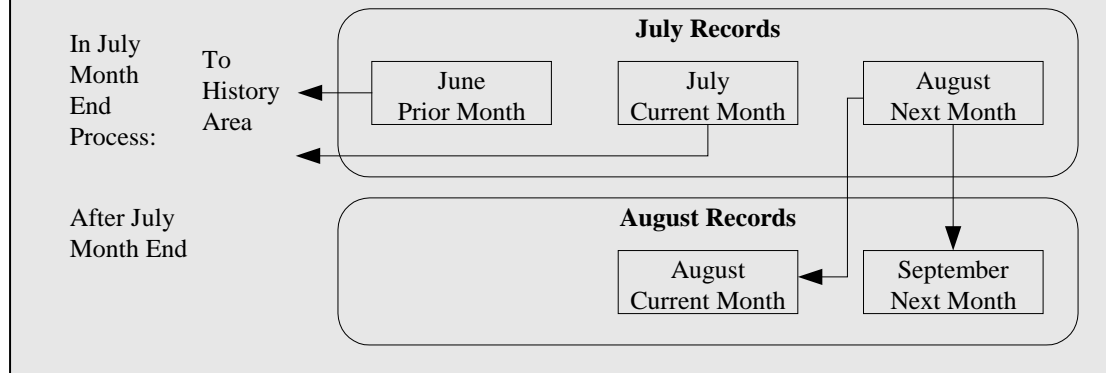 In July
Month
End
Process:
To
History
Area
July Records
June
Prior Month
July
Current Month
August
Next Month
After July
Month End
August Records
August
Current Month
September
Next Month